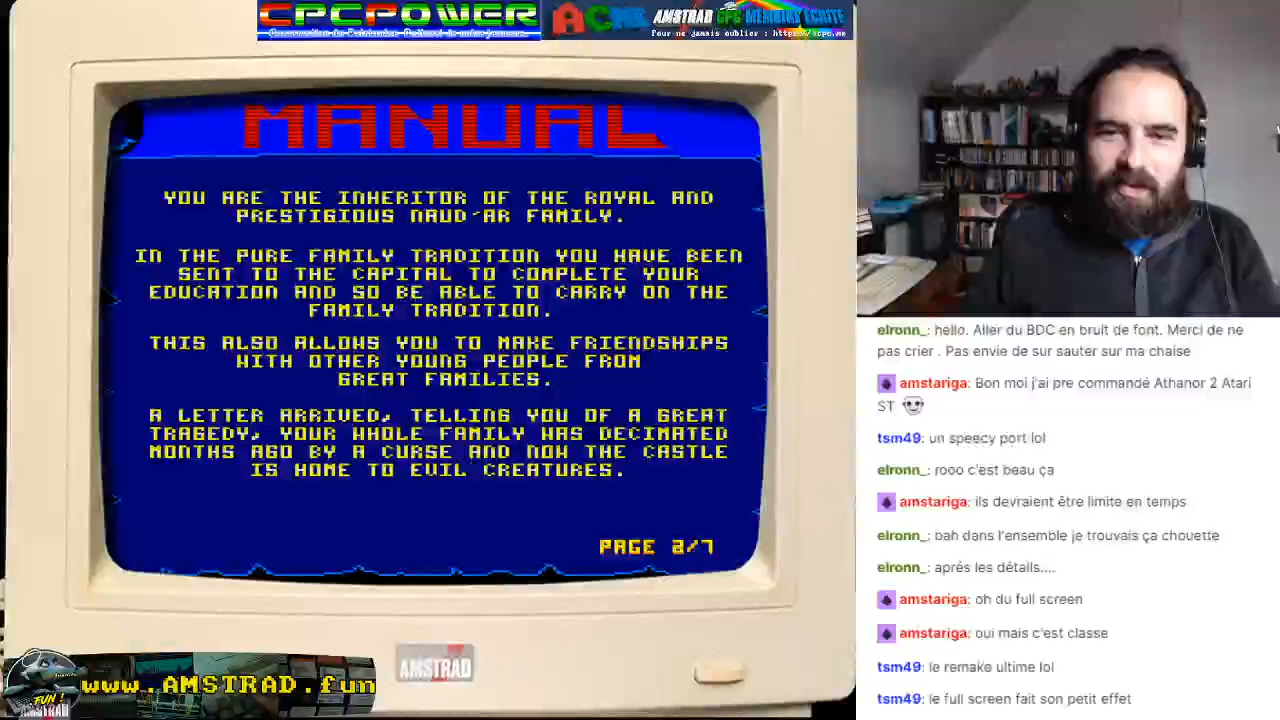 CPCPOWER
ACME
AMSTRAD CPC MEMOIRE ECRITE
Pour ne jamais oublier : https://acpc.me
MANUAL
YOU ARE THE INHERITOR OF THE ROYAL AND
PRESTIGIOUS NAUD'AR FAMILY.
IN THE PURE FAMILY TRADITION YOU HAVE BEEN
SENT TO THE CAPITAL TO COMPLETE YOUR
EDUCATION AND SO BE ABLE TO CARRY ON THE
FAMILY TRADITION.
THIS ALSO ALLOWS YOU TO MAKE FRIENDSHIPS
WITH OTHER YOUNG PEOPLE FROM
GREAT FAMILIES.
A LETTER ARRIVED, TELLING YOU OF A GREAT
TRAGEDY, YOUR WHOLE FAMILY WAS DECIMATED
MONTHS AGO BY A CURSE AND NOW THE CASTLE
IS HOME TO EVIL CREATURES.
PAGE 2/7
AMSTRAD
FUN !
AMSTRAD
www.AMSTRAD.fun
elronn_: hello. Aller du BDC en bruit de font. Merci de ne
pas crier . Pas envie de sur sauter sur ma chaise
amstariga: Bon moi j'ai pre commandé Athanor 2 Atari
ST
tsm49: un speecy port lol
elronn_: rooo c'est beau ça
amstariga: ils devraient être limite en temps
elronn_: bah dans l'ensemble je trouvais ça chouette
elronn_: aprés les détails....
amstariga: oh du full screen
amstariga: oui mais c'est classe
tsm49: le remake ultime lol
tsm49: le full screen fait son petit effet